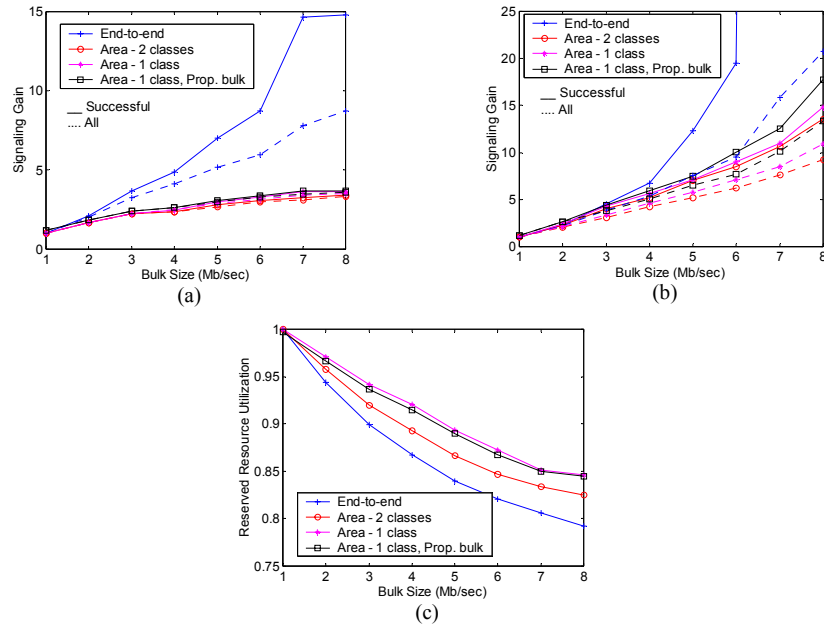 15
10
5
0
Signaling Gain
End-to-end
Area - 2 classes
Area - 1 class
Area - 1 class, Prop. bulk
Successful
All
1 2 3 4 5 6 7 8
Bulk Size (Mb/sec)
(a)
25
20
15
10
5
0
Signaling Gain
End-to-end
Area - 2 classes
Area - 1 class
Area - 1 class, Prop. bulk
Successful
All
1 2 3 4 5 6 7 8
Bulk Size (Mb/sec)
(b)
1
0.95
0.9
0.85
0.8
0.75
Reserved Resource Utilization
End-to-end
Area - 2 classes
Area - 1 class
Area - 1 class, Prop. bulk
1 2 3 4 5 6 7 8
Bulk Size (Mb/sec)
(c)